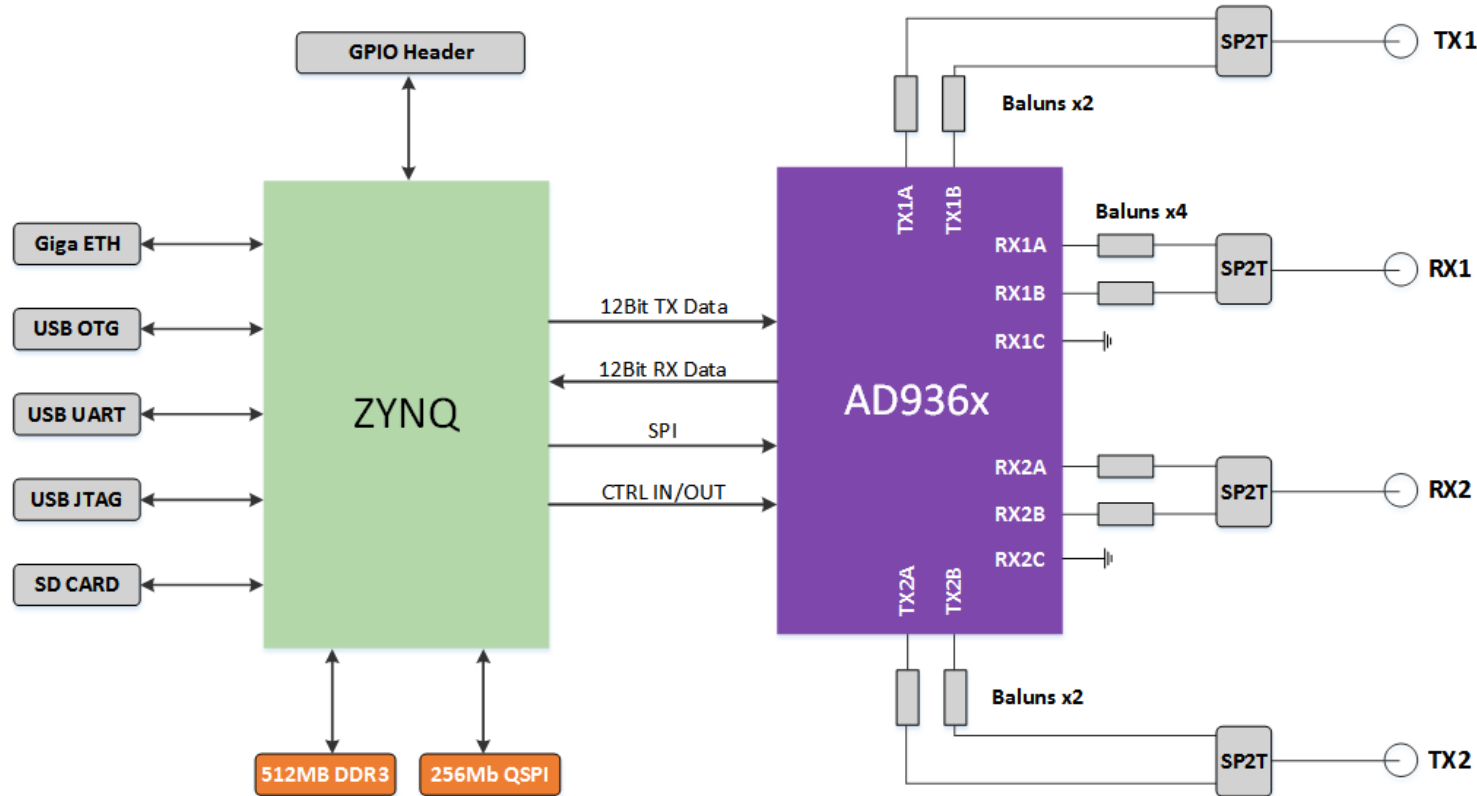 GPIO Header
SP2T
TX1
Baluns x2
TX1A
TX1B
Baluns x4
Giga ETH
RX1A
SP2T
RX1
RX1B
12Bit TX Data
USB OTG
RX1C
12Bit RX Data
ZYNQ
AD936x
USB UART
SPI
RX2A
USB JTAG
CTRL IN/OUT
SP2T
RX2
RX2B
RX2C
SD CARD
TX2A
TX2B
Baluns x2
512MB DDR3
256Mb QSPI
SP2T
TX2